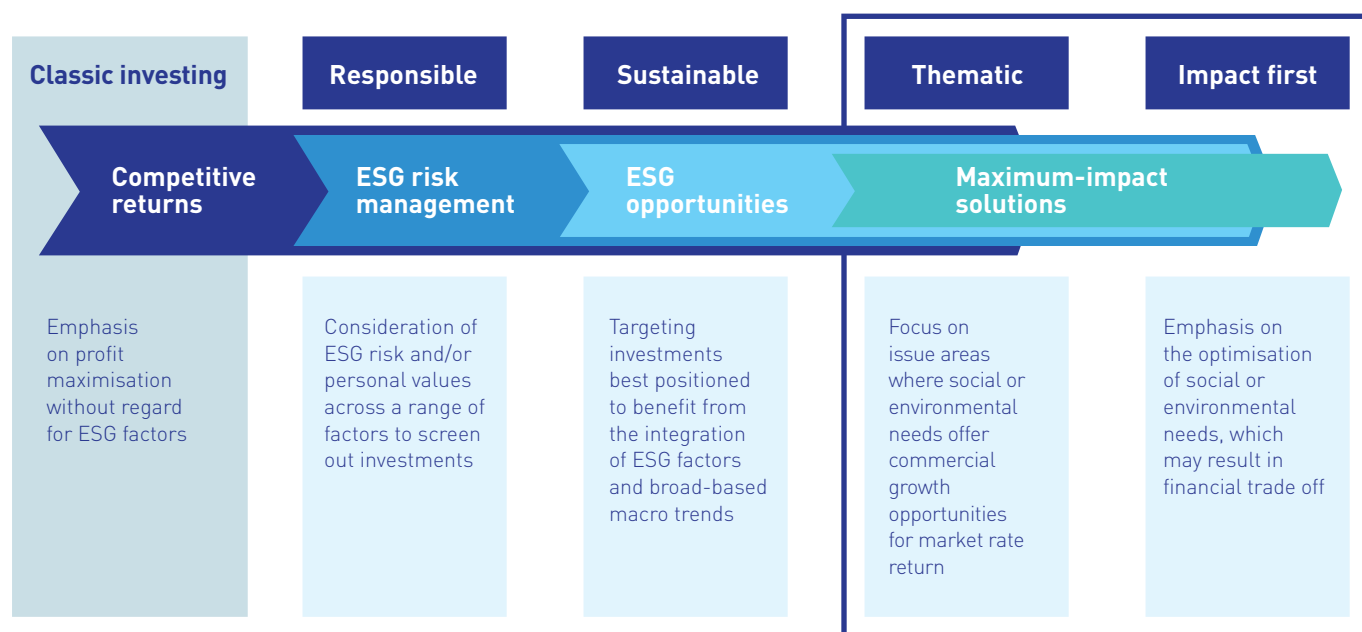 Classic investing
Responsible
Sustainable
Thematic
Impact first
Competitive
returns
ESG risk
management
ESG
opportunities
Maximum-impact
solutions
Emphasis
on profit
maximisation
without regard
for ESG factors
Consideration of
ESG risk and/or
personal values
across a range of
factors to screen
out investments
Targeting
investments
best positioned
to benefit from
the integration
of ESG factors
and broad-based
macro trends
Focus on
issue areas
where social or
environmental
needs offer
commercial
growth
opportunities
for market rate
return
Emphasis on
the optimisation
of social or
environmental
needs, which
may result in
financial trade off